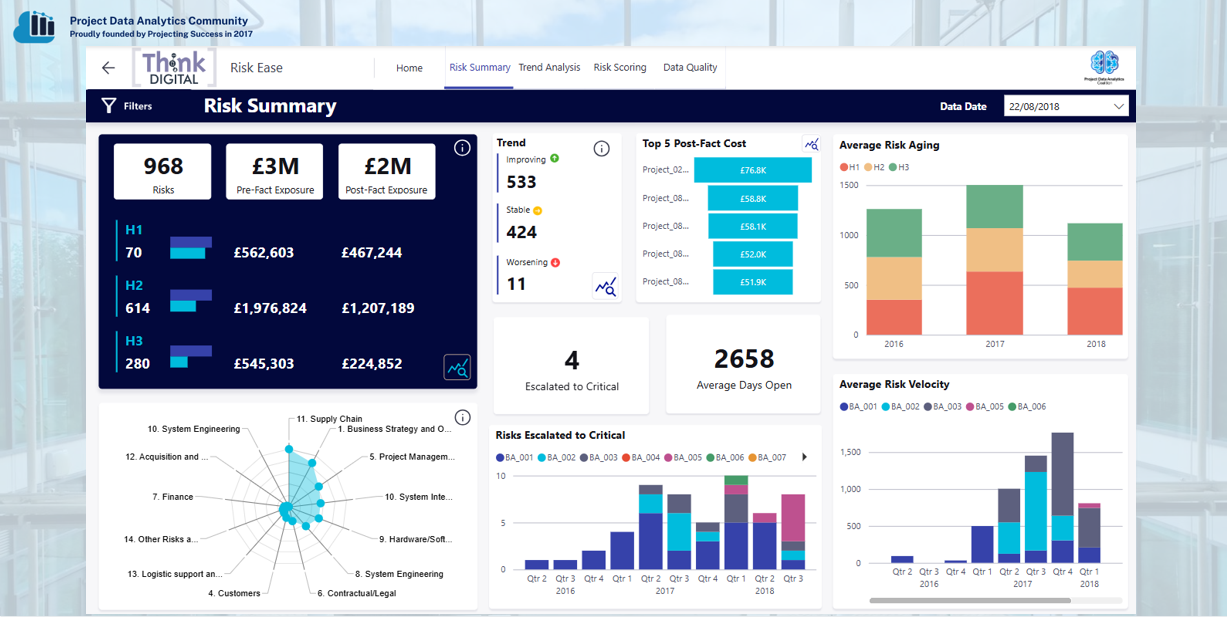 Project Data Analytics Community
Proudly founded by Projecting Success in 2017
Think
DIGITAL
Risk Ease
Home
Risk Summary
Trend Analysis
Risk Scoring
Data Quality
Project Data Analytics
Filters
Risk Summary
Data Date
22/08/2018
968
Risks
£3M
Pre-Fact Exposure
£2M
Post-Fact Exposure
H1
70
£562,603
£467,244
H2
614
£1,976,824
£1,207,189
H3
280
£545,303
£224,852
Trend
Improving
533
Stable
424
Worsening
11
Top 5 Post-Fact Cost
Project_02...
£76.8K
Project_08...
£58.8K
Project_08...
£58.1K
Project_08...
£52.0K
Project_08...
£51.9K
4
Escalated to Critical
2658
Average Days Open
Average Risk Aging
H1 H2 H3
1500
1000
500
0
2016 2017 2018
11. Supply Chain
10. System Engineering
1. Business Strategy and O...
12. Acquisition and ...
5. Project Managem...
7. Finance
10. System Inte...
14. Other Risks a...
9. Hardware/Soft...
13. Logistic support an...
8. System Engineering
4. Customers
6. Contractual/Legal
Risks Escalated to Critical
BA_001 BA_002 BA_003 BA_004 BA_005 BA_006 BA_007
10
5
0
Qtr 2 Qtr 3 Qtr 4 Qtr 1 Qtr 2 Qtr 3 Qtr 4 Qtr 1 Qtr 2 Qtr 3
2016 2017 2018
Average Risk Velocity
BA_001 BA_002 BA_003 BA_005 BA_006
1,500
1,000
500
0
Qtr 2 Qtr 3 Qtr 4 Qtr 1 Qtr 2 Qtr 3 Qtr 4 Qtr 1
2016 2017 2018